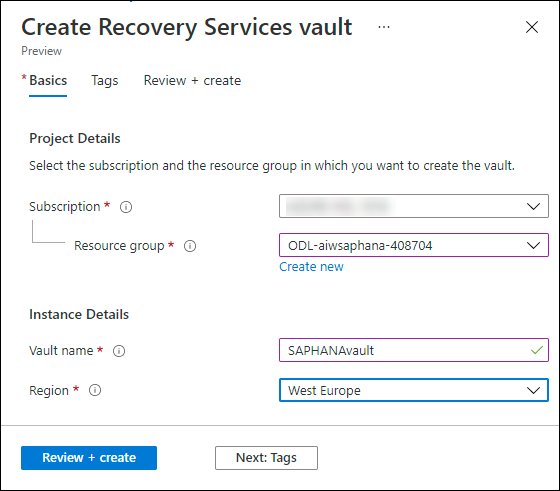 Create Recovery Services vault ...
Preview
* Basics Tags Review + create
Project Details
Select the subscription and the resource group in which you want to create the vault.
Subscription *
Resource group * ODL-aiwsaphana-408704
Create new
Instance Details
Vault name * SAPHANAvault
Region * West Europe
Review + create Next: Tags